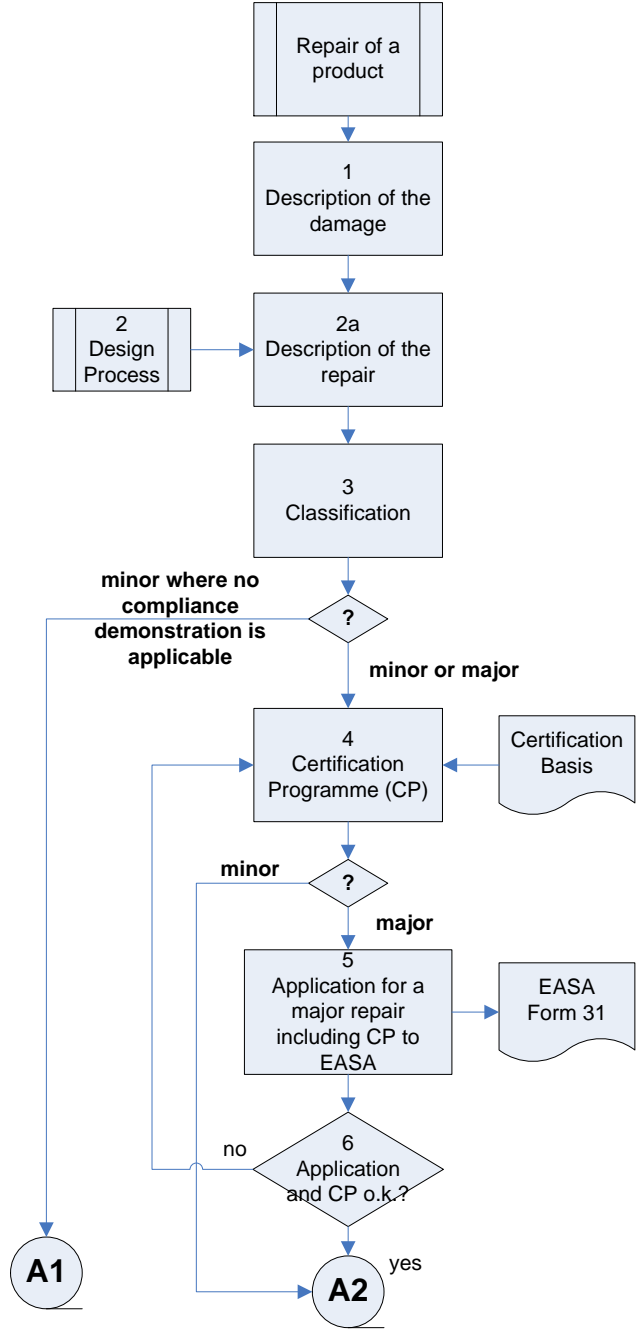 Repair of a
product
1
Description of the
damage
2
Design
Process
2a
Description of the
repair
3
Classification
minor where no
compliance
demonstration is
applicable
?
minor or major
4
Certification
Programme (CP)
Certification
Basis
minor
?
major
5
Application for a
major repair
including CP to
EASA
EASA
Form 31
no
6
Application
and CP o.k.?
A1
A2
yes